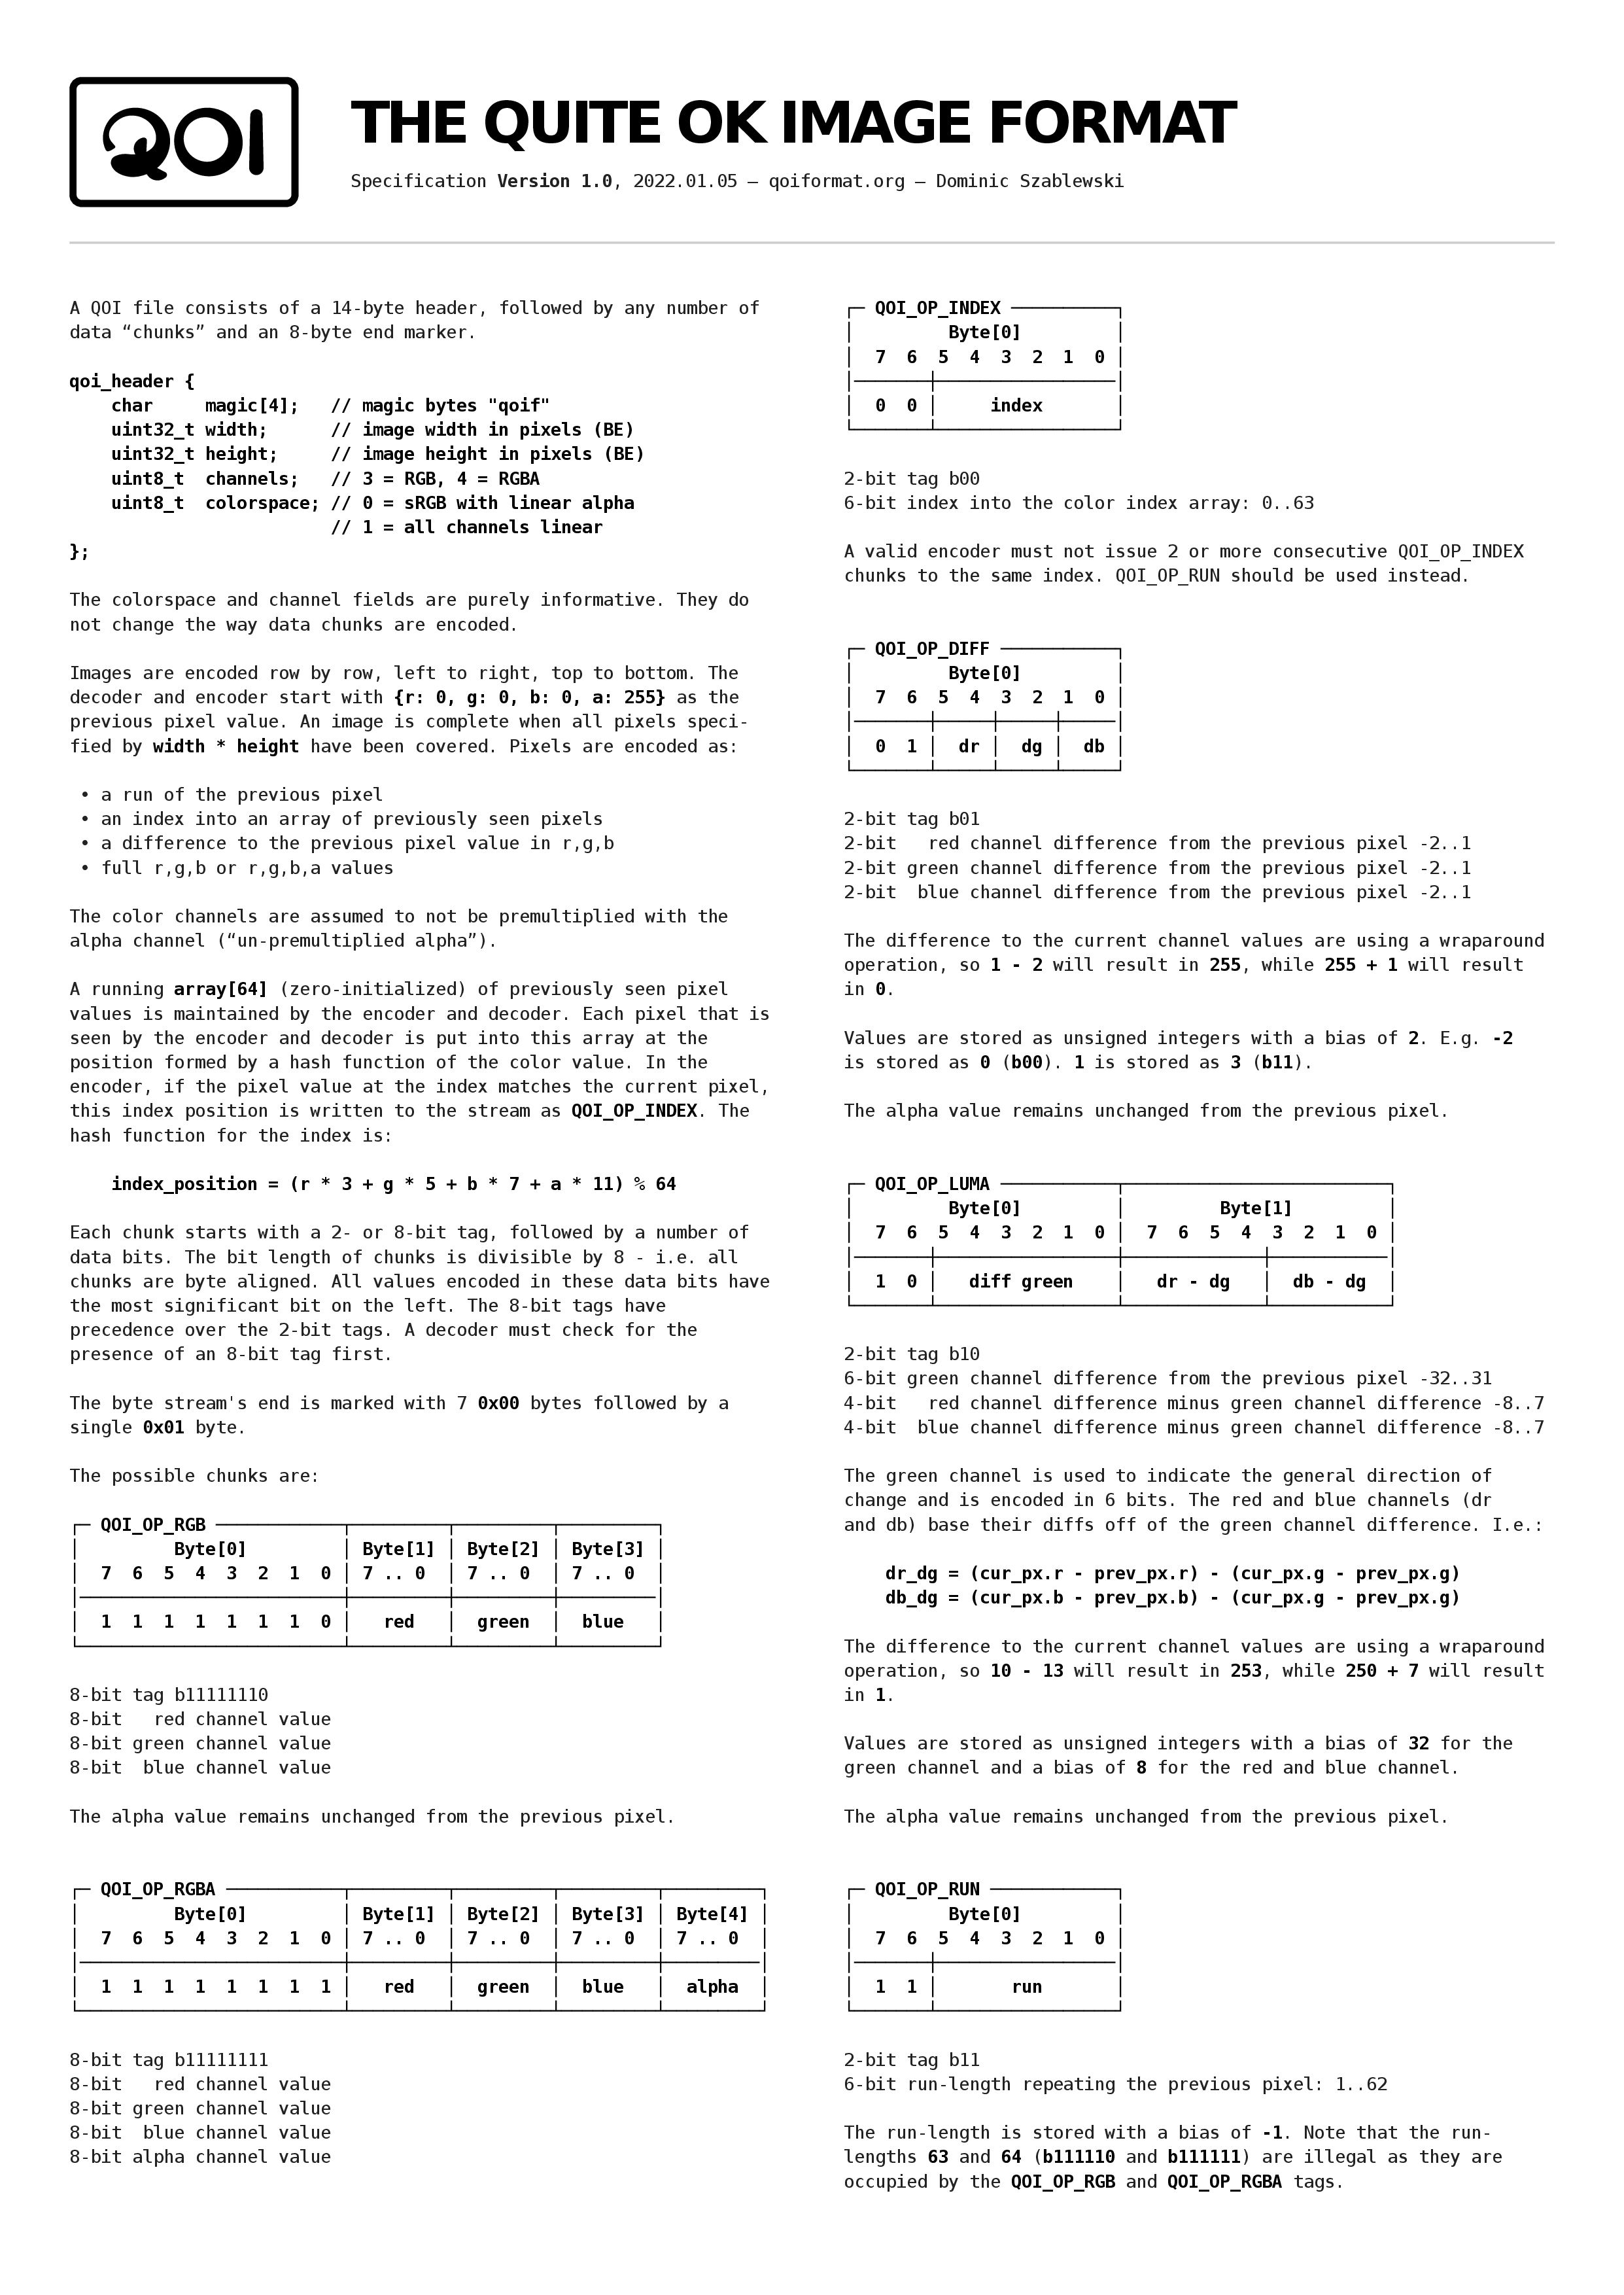 QOI
THE QUITE OK IMAGE FORMAT
Specification Version 1.0, 2022.01.05 – qoiformat.org – Dominic Szablewski
A QOI file consists of a 14-byte header, followed by any number of
data “chunks” and an 8-byte end marker.
qoi_header {
    char     magic[4];   // magic bytes "qoif"
    uint32_t width;      // image width in pixels (BE)
    uint32_t height;     // image height in pixels (BE)
    uint8_t  channels;   // 3 = RGB, 4 = RGBA
    uint8_t  colorspace; // 0 = sRGB with linear alpha
                         // 1 = all channels linear
};
The colorspace and channel fields are purely informative. They do
not change the way data chunks are encoded.
Images are encoded row by row, left to right, top to bottom. The
decoder and encoder start with {r: 0, g: 0, b: 0, a: 255} as the
previous pixel value. An image is complete when all pixels speci-
fied by width * height have been covered. Pixels are encoded as:
• a run of the previous pixel
• an index into an array of previously seen pixels
• a difference to the previous pixel value in r,g,b
• full r,g,b or r,g,b,a values
The color channels are assumed to not be premultiplied with the
alpha channel (“un-premultiplied alpha”).
A running array[64] (zero-initialized) of previously seen pixel
values is maintained by the encoder and decoder. Each pixel that is
seen by the encoder and decoder is put into this array at the
position formed by a hash function of the color value. In the
encoder, if the pixel value at the index matches the current pixel,
this index position is written to the stream as QOI_OP_INDEX. The
hash function for the index is:
    index_position = (r * 3 + g * 5 + b * 7 + a * 11) % 64
Each chunk starts with a 2- or 8-bit tag, followed by a number of
data bits. The bit length of chunks is divisible by 8 - i.e. all
chunks are byte aligned. All values encoded in these data bits have
the most significant bit on the left. The 8-bit tags have
precedence over the 2-bit tags. A decoder must check for the
presence of an 8-bit tag first.
The byte stream's end is marked with 7 0x00 bytes followed by a
single 0x01 byte.
The possible chunks are:
QOI_OP_RGB
Byte[0] Byte[1] Byte[2] Byte[3]
7 6 5 4 3 2 1 0 7 .. 0 7 .. 0 7 .. 0
1 1 1 1 1 1 1 0 red green blue
8-bit tag b11111110
8-bit   red channel value
8-bit green channel value
8-bit  blue channel value
The alpha value remains unchanged from the previous pixel.
QOI_OP_RGBA
Byte[0] Byte[1] Byte[2] Byte[3] Byte[4]
7 6 5 4 3 2 1 0 7 .. 0 7 .. 0 7 .. 0 7 .. 0
1 1 1 1 1 1 1 1 red green blue alpha
8-bit tag b11111111
8-bit   red channel value
8-bit green channel value
8-bit  blue channel value
8-bit alpha channel value
QOI_OP_INDEX
Byte[0]
7 6 5 4 3 2 1 0
0 0 index
2-bit tag b00
6-bit index into the color index array: 0..63
A valid encoder must not issue 2 or more consecutive QOI_OP_INDEX
chunks to the same index. QOI_OP_RUN should be used instead.
QOI_OP_DIFF
Byte[0]
7 6 5 4 3 2 1 0
0 1 dr dg db
2-bit tag b01
2-bit   red channel difference from the previous pixel -2..1
2-bit green channel difference from the previous pixel -2..1
2-bit  blue channel difference from the previous pixel -2..1
The difference to the current channel values are using a wraparound
operation, so 1 - 2 will result in 255, while 255 + 1 will result
in 0.
Values are stored as unsigned integers with a bias of 2. E.g. -2
is stored as 0 (b00). 1 is stored as 3 (b11).
The alpha value remains unchanged from the previous pixel.
QOI_OP_LUMA
Byte[0] Byte[1]
7 6 5 4 3 2 1 0 7 6 5 4 3 2 1 0
1 0 diff green dr - dg db - dg
2-bit tag b10
6-bit green channel difference from the previous pixel -32..31
4-bit   red channel difference minus green channel difference -8..7
4-bit  blue channel difference minus green channel difference -8..7
The green channel is used to indicate the general direction of
change and is encoded in 6 bits. The red and blue channels (dr
and db) base their diffs off of the green channel difference. I.e.:
    dr_dg = (cur_px.r - prev_px.r) - (cur_px.g - prev_px.g)
    db_dg = (cur_px.b - prev_px.b) - (cur_px.g - prev_px.g)
The difference to the current channel values are using a wraparound
operation, so 10 - 13 will result in 253, while 250 + 7 will result
in 1.
Values are stored as unsigned integers with a bias of 32 for the
green channel and a bias of 8 for the red and blue channel.
The alpha value remains unchanged from the previous pixel.
QOI_OP_RUN
Byte[0]
7 6 5 4 3 2 1 0
1 1 run
2-bit tag b11
6-bit run-length repeating the previous pixel: 1..62
The run-length is stored with a bias of -1. Note that the run-
lengths 63 and 64 (b111110 and b111111) are illegal as they are
occupied by the QOI_OP_RGB and QOI_OP_RGBA tags.